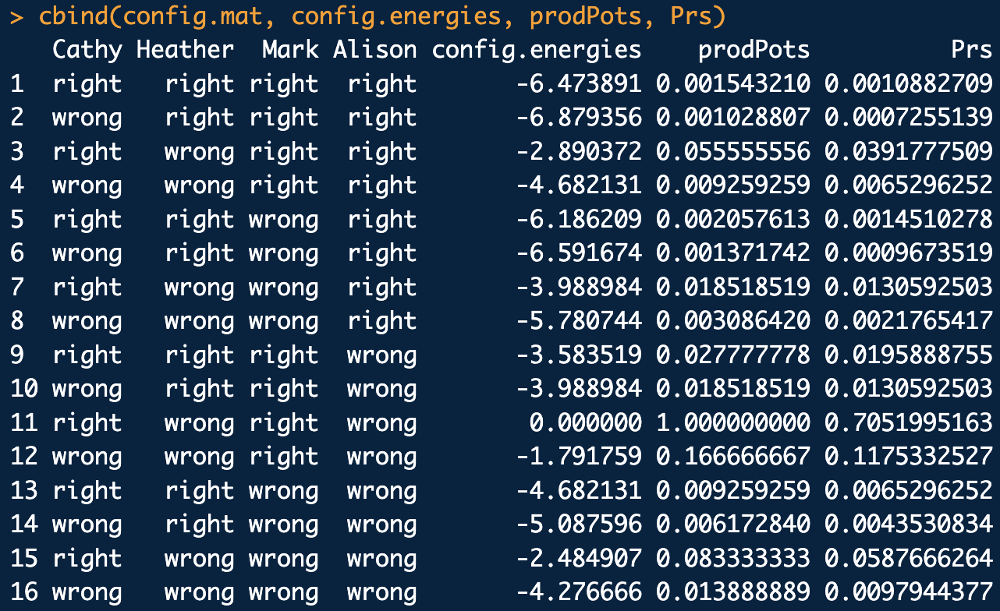 > cbind(config.mat, config.energies, prodPots, Prs)
Cathy Heather Mark Alison config.energies prodPots Prs
1 right right right right -6.473891 0.001543210 0.0010882709
2 wrong right right right -6.879356 0.001028807 0.0007255139
3 right wrong right right -2.890372 0.055555556 0.0391777509
4 wrong wrong right right -4.682131 0.009259259 0.0065296252
5 right right wrong right -6.186209 0.002057613 0.0014510278
6 wrong right wrong right -6.591674 0.001371742 0.0009673519
7 right wrong wrong right -3.988984 0.018518519 0.0130592503
8 wrong wrong wrong right -5.780744 0.003086420 0.0021765417
9 right right right wrong -3.583519 0.027777778 0.0195888755
10 wrong right right wrong -3.988984 0.018518519 0.0130592503
11 right wrong right wrong 0.000000 1.000000000 0.7051995163
12 wrong wrong right wrong -1.791759 0.166666667 0.1175332527
13 right right wrong wrong -4.682131 0.009259259 0.0065296252
14 wrong right wrong wrong -5.087596 0.006172840 0.0043530834
15 right wrong wrong wrong -2.484907 0.083333333 0.0587666264
16 wrong wrong wrong wrong -4.276666 0.013888889 0.0097944377